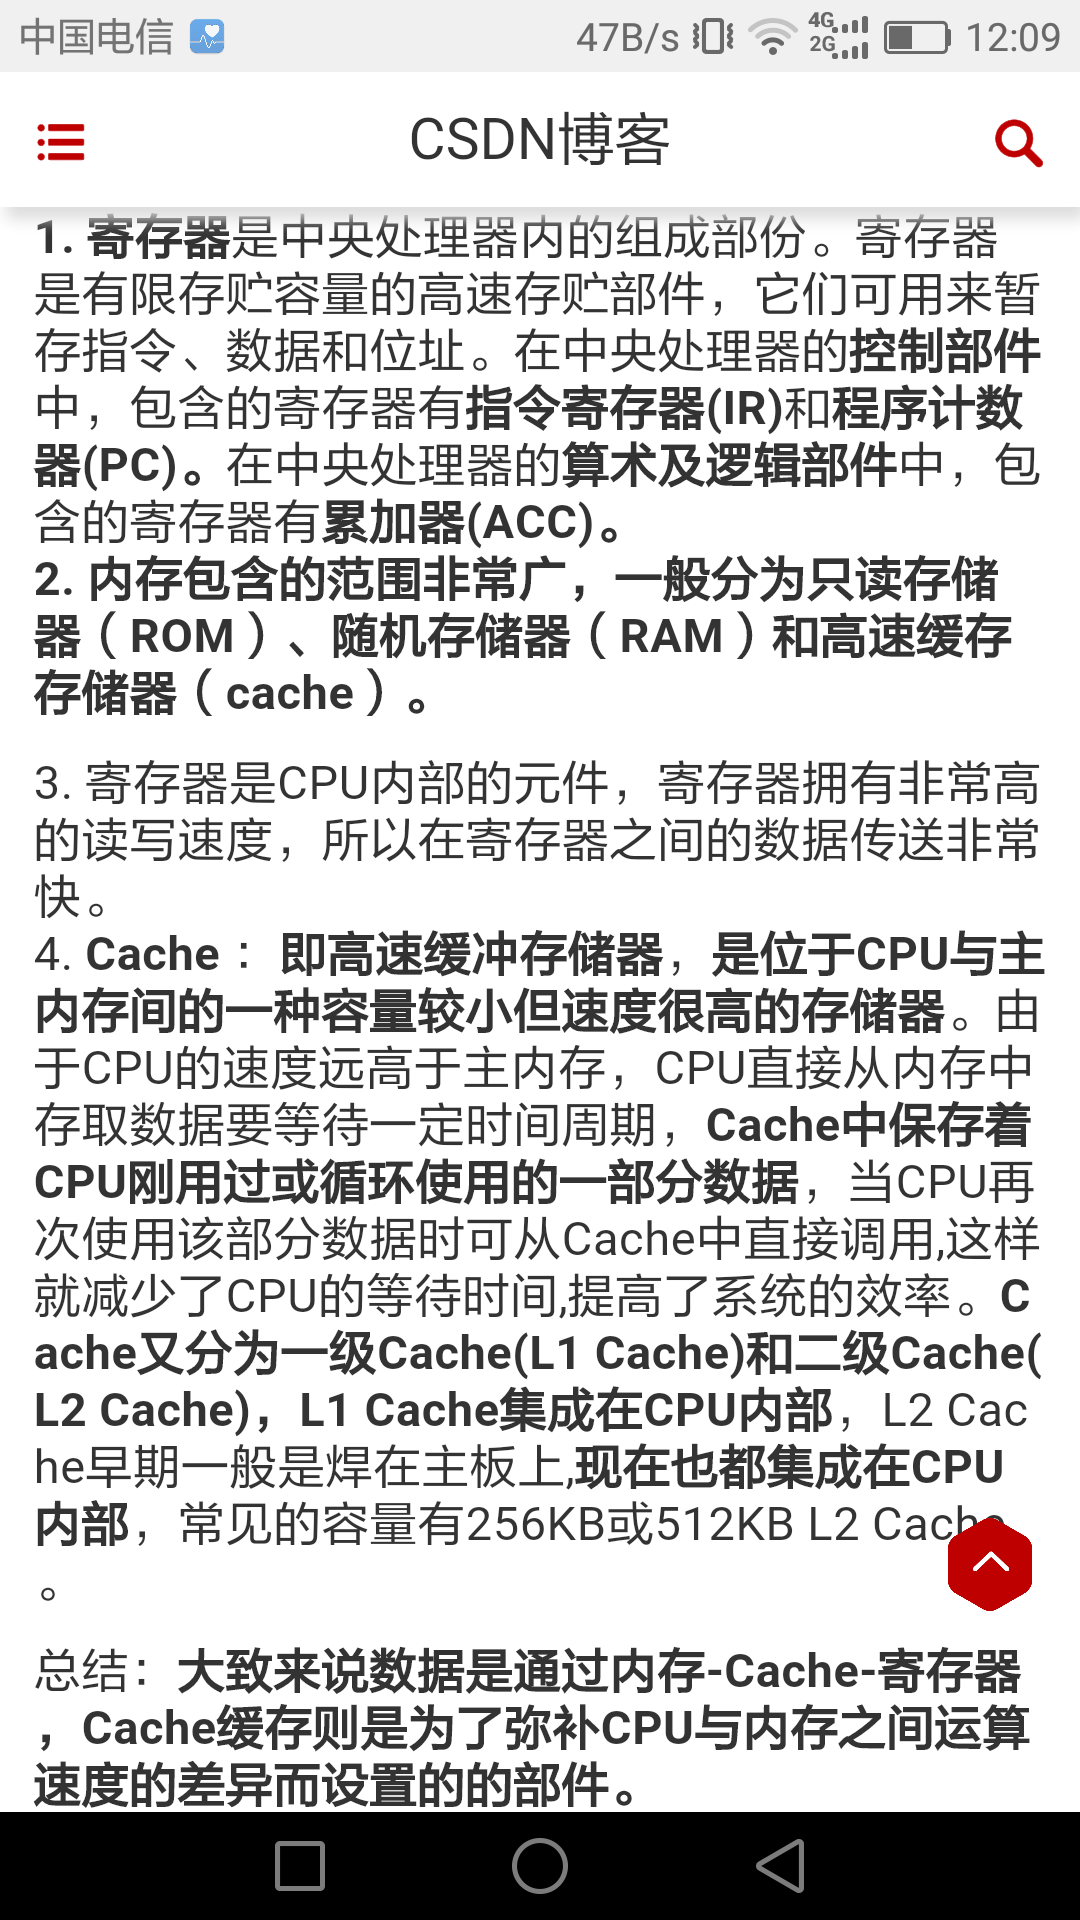 中国电信 47B/s 4G 2G 12:09
CSDN博客
1. 寄存器是中央处理器内的组成部份。寄存器
是有限存贮容量的高速存贮部件，它们可用来暂
存指令、数据和位址。在中央处理器的控制部件
中，包含的寄存器有指令寄存器(IR)和程序计数
器(PC)。在中央处理器的算术及逻辑部件中，包
含的寄存器有累加器(ACC)。
2. 内存包含的范围非常广，一般分为只读存储
器（ROM）、随机存储器（RAM）和高速缓存
存储器（cache）。
3. 寄存器是CPU内部的元件，寄存器拥有非常高
的读写速度，所以在寄存器之间的数据传送非常
快。
4. Cache ：即高速缓冲存储器，是位于CPU与主
内存间的一种容量较小但速度很高的存储器。由
于CPU的速度远高于主内存，CPU直接从内存中
存取数据要等待一定时间周期，Cache中保存着
CPU刚用过或循环使用的一部分数据，当CPU再
次使用该部分数据时可从Cache中直接调用,这样
就减少了CPU的等待时间,提高了系统的效率。C
ache又分为一级Cache(L1 Cache)和二级Cache(
L2 Cache)，L1 Cache集成在CPU内部，L2 Cac
he早期一般是焊在主板上,现在也都集成在CPU
内部，常见的容量有256KB或512KB L2 Cache
。
总结：大致来说数据是通过内存-Cache-寄存器
，Cache缓存则是为了弥补CPU与内存之间运算
速度的差异而设置的的部件。